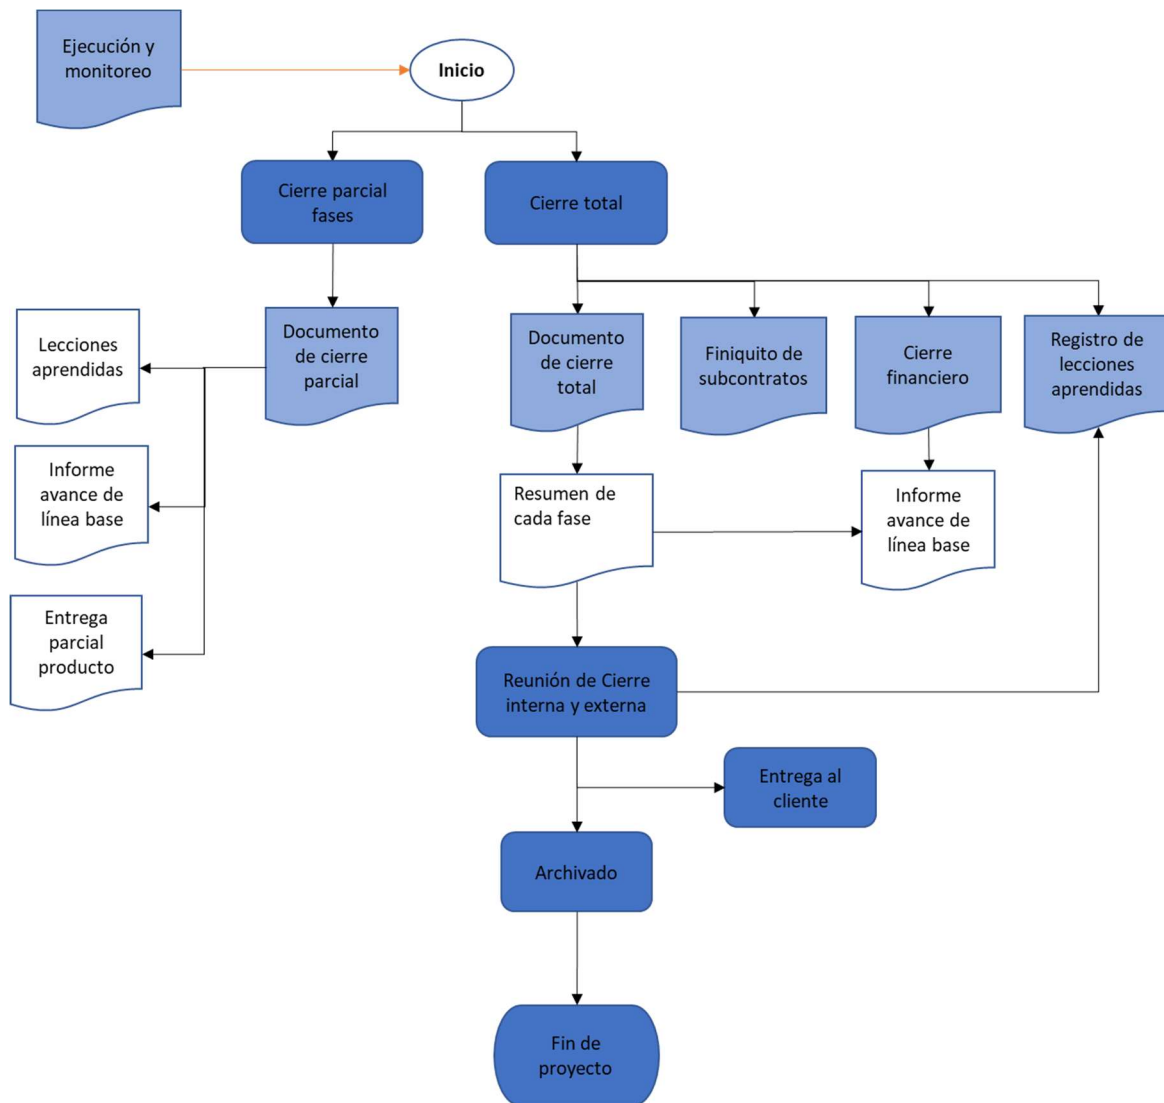 Ejecución y
monitoreo
Inicio
Cierre parcial
fases
Cierre total
Lecciones
aprendidas
Documento
de cierre
parcial
Documento
de cierre
total
Finiquito de
subcontratos
Cierre
financiero
Registro de
lecciones
aprendidas
Informe
avance de
línea base
Resumen de
cada fase
Informe
avance de
línea base
Entrega
parcial
producto
Reunión de Cierre
interna y externa
Entrega al
cliente
Archivado
Fin de
proyecto